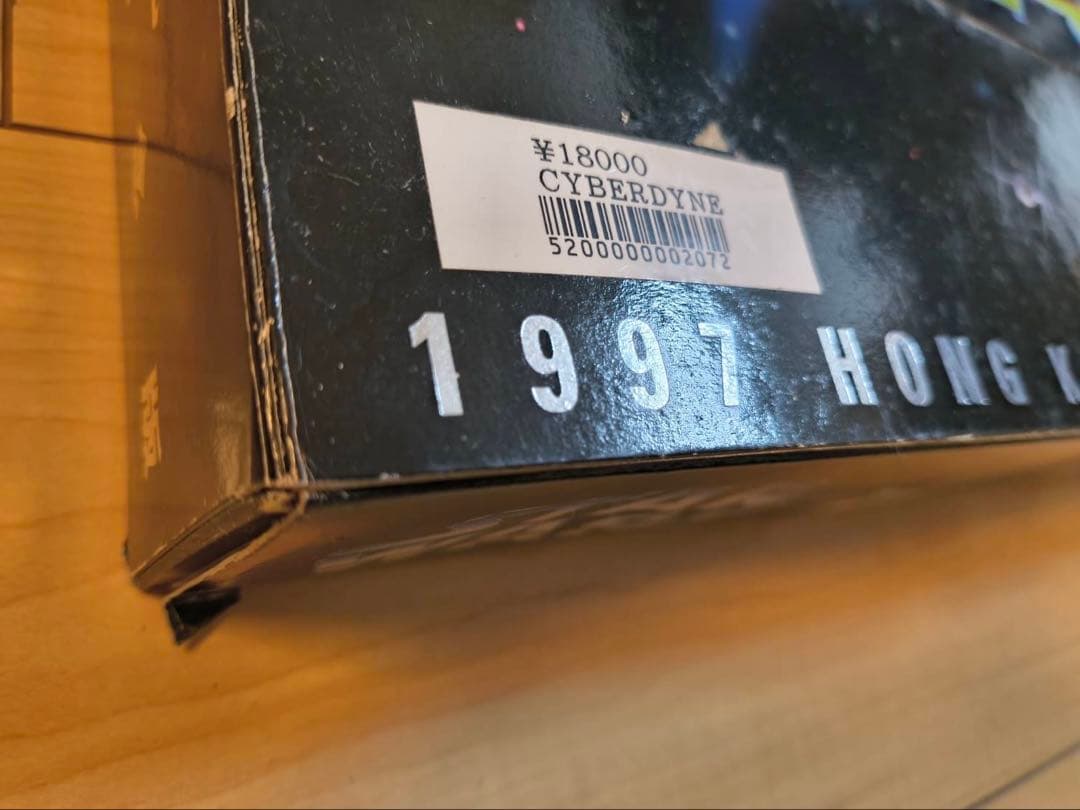 ¥18000
CYBERDYNE
5200000002072
1997 HONG K